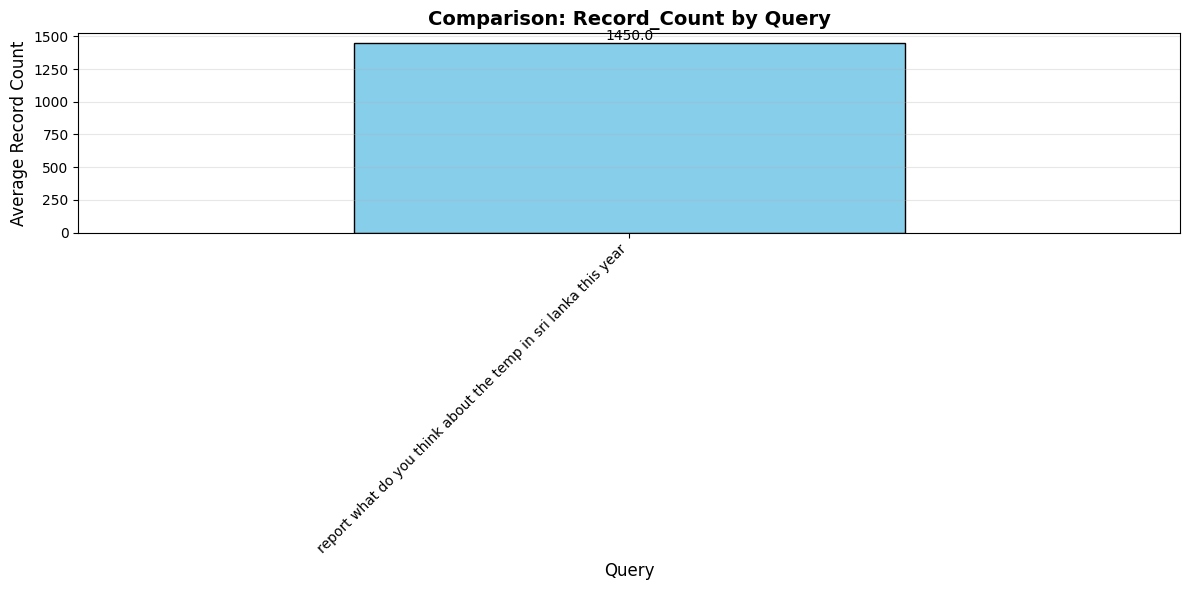 Comparison: Record_Count by Query
1450.0
Average Record Count
1500
1250
1000
750
500
250
0
report what do you think about the temp in sri lanka this year
Query